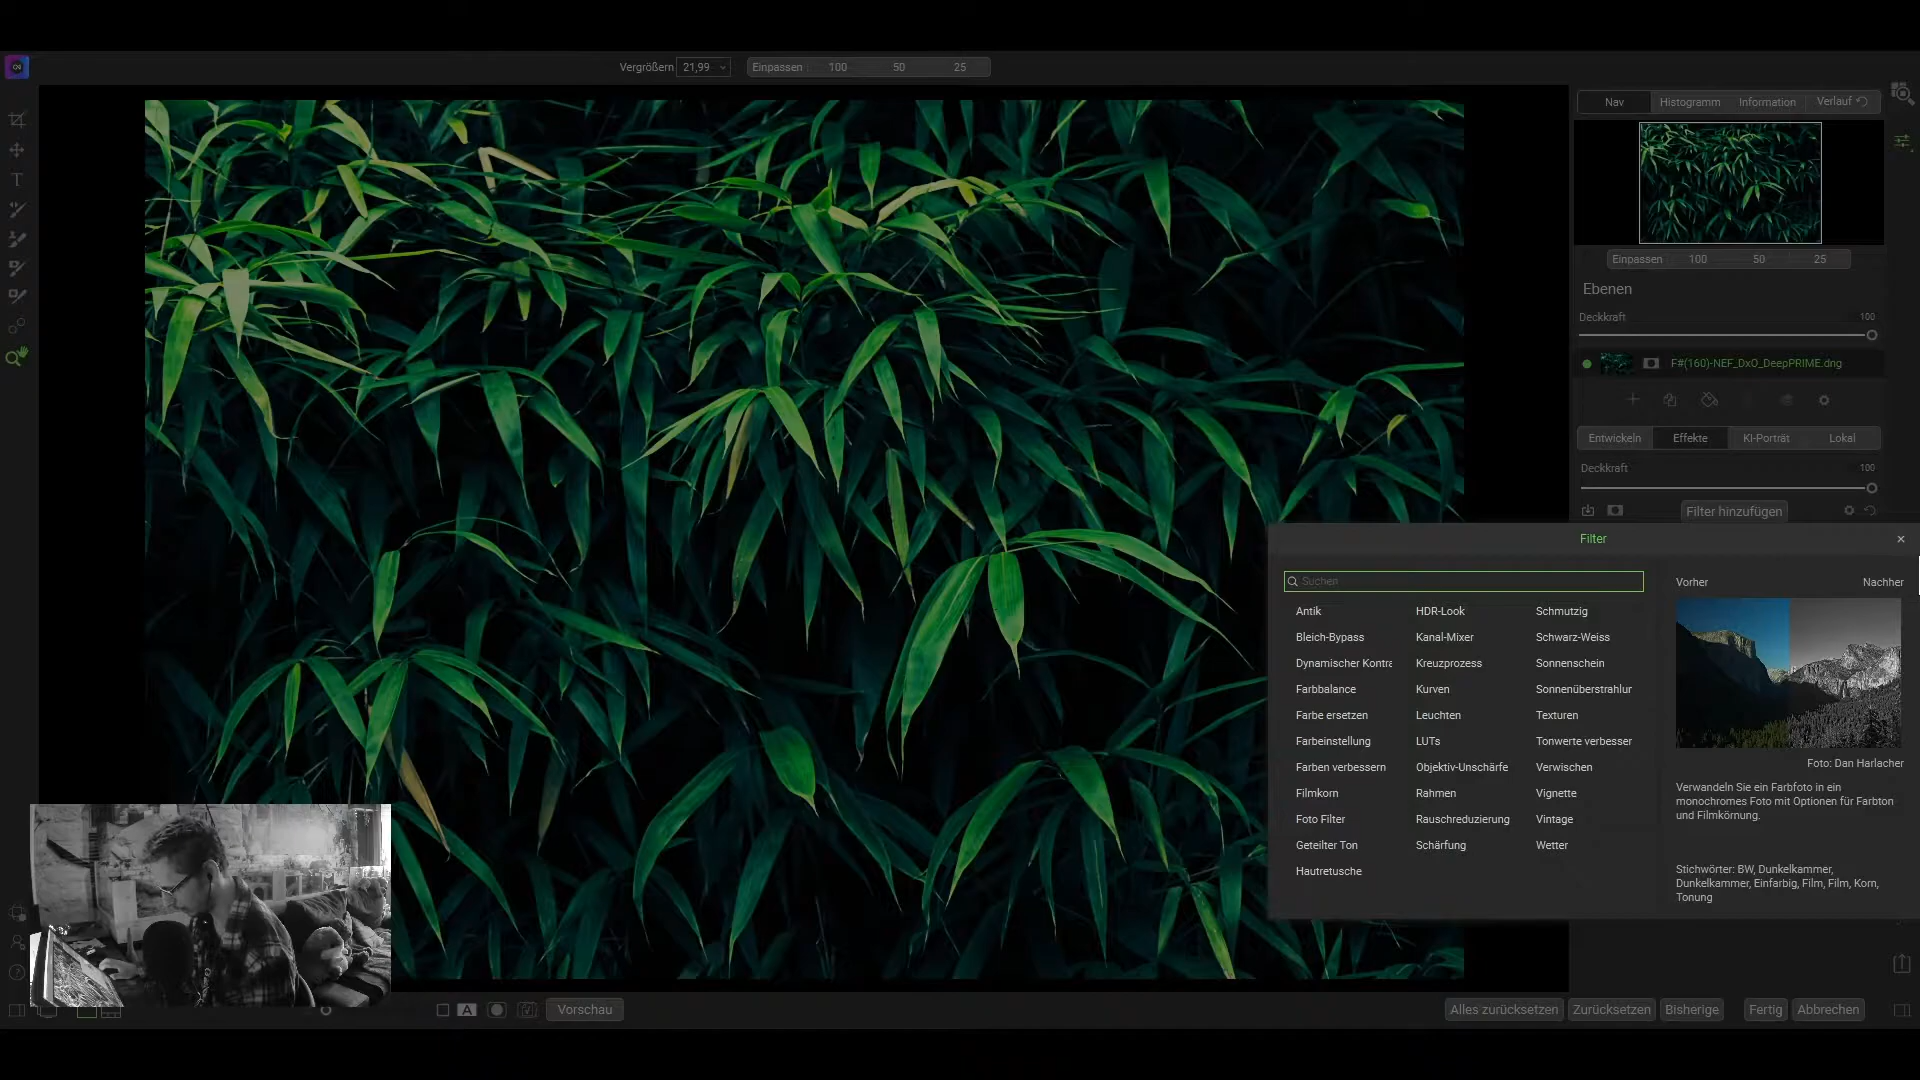 Vergrößern 21,99 Einpassen 100 50 25
Nav Histogramm Information Verlauf
Einpassen 100 50 25
Ebenen
Deckkraft 100
F#(160)-NEF_DxO_DeepPRIME.dng
Entwickeln Effekte KI-Porträt Lokal
Deckkraft 100
Filter hinzufügen
Filter
Suchen
Vorher Nachher
Antik HDR-Look Schmutzig
Bleich-Bypass Kanal-Mixer Schwarz-Weiss
Dynamischer Kontra Kreuzprozess Sonnenschein
Farbbalance Kurven Sonnenüberstrahlur
Farbe ersetzen Leuchten Texturen
Farbeinstellung LUTs Tonwerte verbesser
Farben verbessern Objektiv-Unschärfe Verwischen
Filmkorn Rahmen Vignette
Foto Filter Rauschreduzierung Vintage
Geteilter Ton Schärfung Wetter
Hautretusche
Foto: Dan Harlacher
Verwandeln Sie ein Farbfoto in ein
monochromes Foto mit Optionen für Farbton
und Filmkörnung.
Stichwörter: BW, Dunkelkammer,
Dunkelkammer, Einfarbig, Film, Film, Korn,
Tonung
A Vorschau
Alles zurücksetzen Zurücksetzen Bisherige Fertig Abbrechen